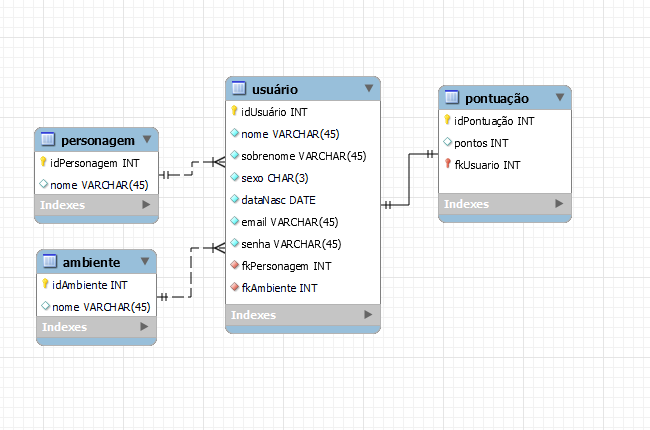 personagem
idPersonagem INT
nome VARCHAR(45)
Indexes
ambiente
idAmbiente INT
nome VARCHAR(45)
Indexes
usuário
idUsuário INT
nome VARCHAR(45)
sobrenome VARCHAR(45)
sexo CHAR(3)
dataNasc DATE
email VARCHAR(45)
senha VARCHAR(45)
fkPersonagem INT
fkAmbiente INT
Indexes
pontuação
idPontuação INT
pontos INT
fkUsuario INT
Indexes